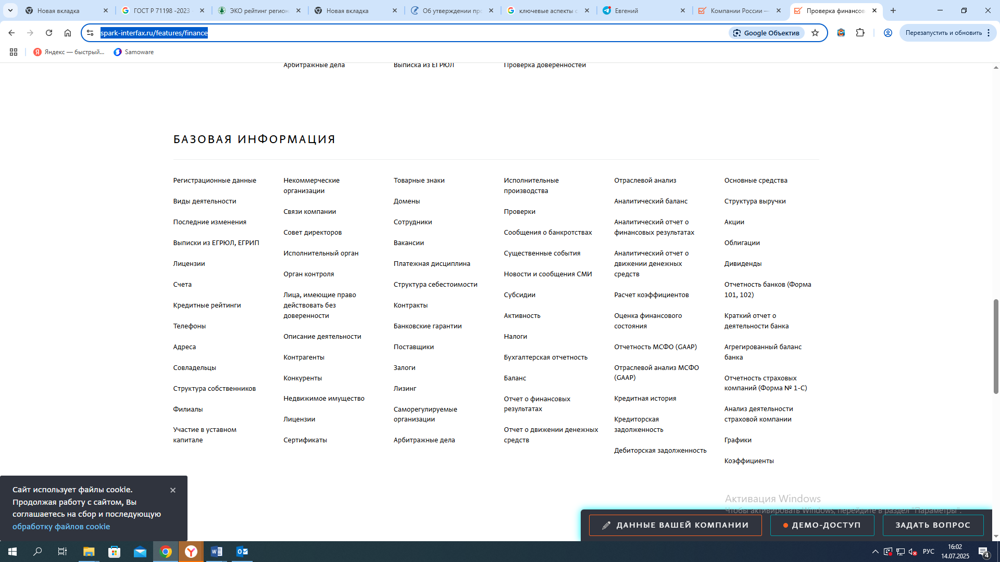 Новая вкладка
ГОСТ Р 71198 -2023
ЭКО рейтинг регион
Новая вкладка
Об утверждении пр
ключевые аспекты с
Евгений
Компании России —
Проверка финансов
spark-interfax.ru/features/finance
Google Объектив
Перезапустить и обновить
Яндекс — быстрый...
Samoware
Арбитражные дела
Выписка из ЕГРЮЛ
Проверка доверенностей
БАЗОВАЯ ИНФОРМАЦИЯ
Регистрационные данные
Виды деятельности
Последние изменения
Выписки из ЕГРЮЛ, ЕГРИП
Лицензии
Счета
Кредитные рейтинги
Телефоны
Адреса
Совладельцы
Структура собственников
Филиалы
Участие в уставном
капитале
Некоммерческие
организации
Связи компании
Совет директоров
Исполнительный орган
Орган контроля
Лица, имеющие право
действовать без
доверенности
Описание деятельности
Контрагенты
Конкуренты
Недвижимое имущество
Лицензии
Сертификаты
Товарные знаки
Домены
Сотрудники
Вакансии
Платежная дисциплина
Структура себестоимости
Контракты
Банковские гарантии
Поставщики
Залоги
Лизинг
Саморегулируемые
организации
Арбитражные дела
Исполнительные
производства
Проверки
Сообщения о банкротствах
Существенные события
Новости и сообщения СМИ
Субсидии
Активность
Налоги
Бухгалтерская отчетность
Баланс
Отчет о финансовых
результатах
Отчет о движении денежных
средств
Отраслевой анализ
Аналитический баланс
Аналитический отчет о
финансовых результатах
Аналитический отчет о
движении денежных
средств
Расчет коэффициентов
Оценка финансового
состояния
Отчетность МСФО (GAAP)
Отраслевой анализ МСФО
(GAAP)
Кредитная история
Кредиторская
задолженность
Дебиторская задолженность
Основные средства
Структура выручки
Акции
Облигации
Дивиденды
Отчетность банков (Форма
101, 102)
Краткий отчет о
деятельности банка
Агрегированный баланс
банка
Отчетность страховых
компаний (Форма № 1-С)
Анализ деятельности
страховой компании
Графики
Коэффициенты
Сайт использует файлы cookie.
Продолжая работу с сайтом, Вы
соглашаетесь на сбор и последующую
обработку файлов cookie
Активация Windows
Чтобы активировать Windows, перейдите в раздел "Параметры".
ДАННЫЕ ВАШЕЙ КОМПАНИИ
ДЕМО-ДОСТУП
ЗАДАТЬ ВОПРОС
РУС
16:02
14.07.2025
4